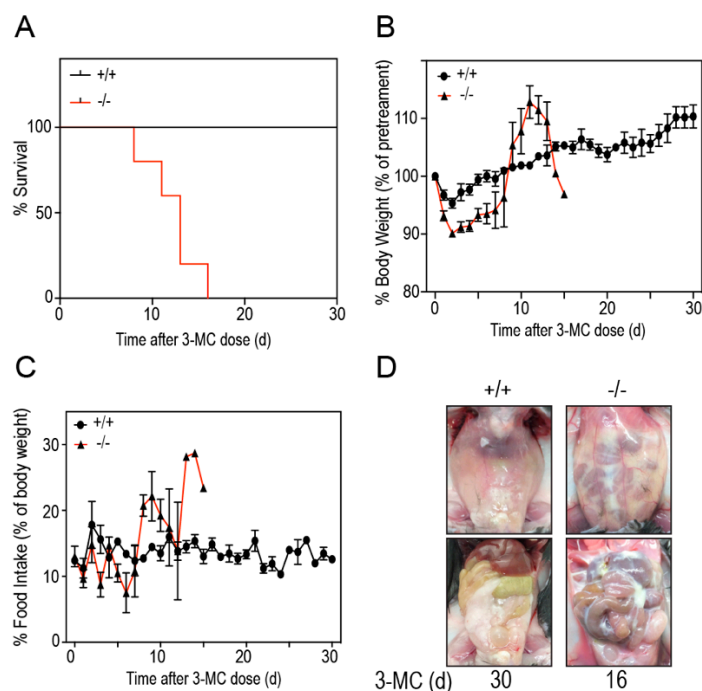 A
+/+
-/-
% Survival
100
50
0
0 10 20 30
Time after 3-MC dose (d)
B
+/+
-/-
% Body Weight (% of pretreatment)
110
100
90
80
0 10 20 30
Time after 3-MC dose (d)
C
+/+
-/-
% Food Intake (% of body weight)
30
20
10
0
0 10 20 30
Time after 3-MC dose (d)
D
+/+ -/-
3-MC (d) 30 16